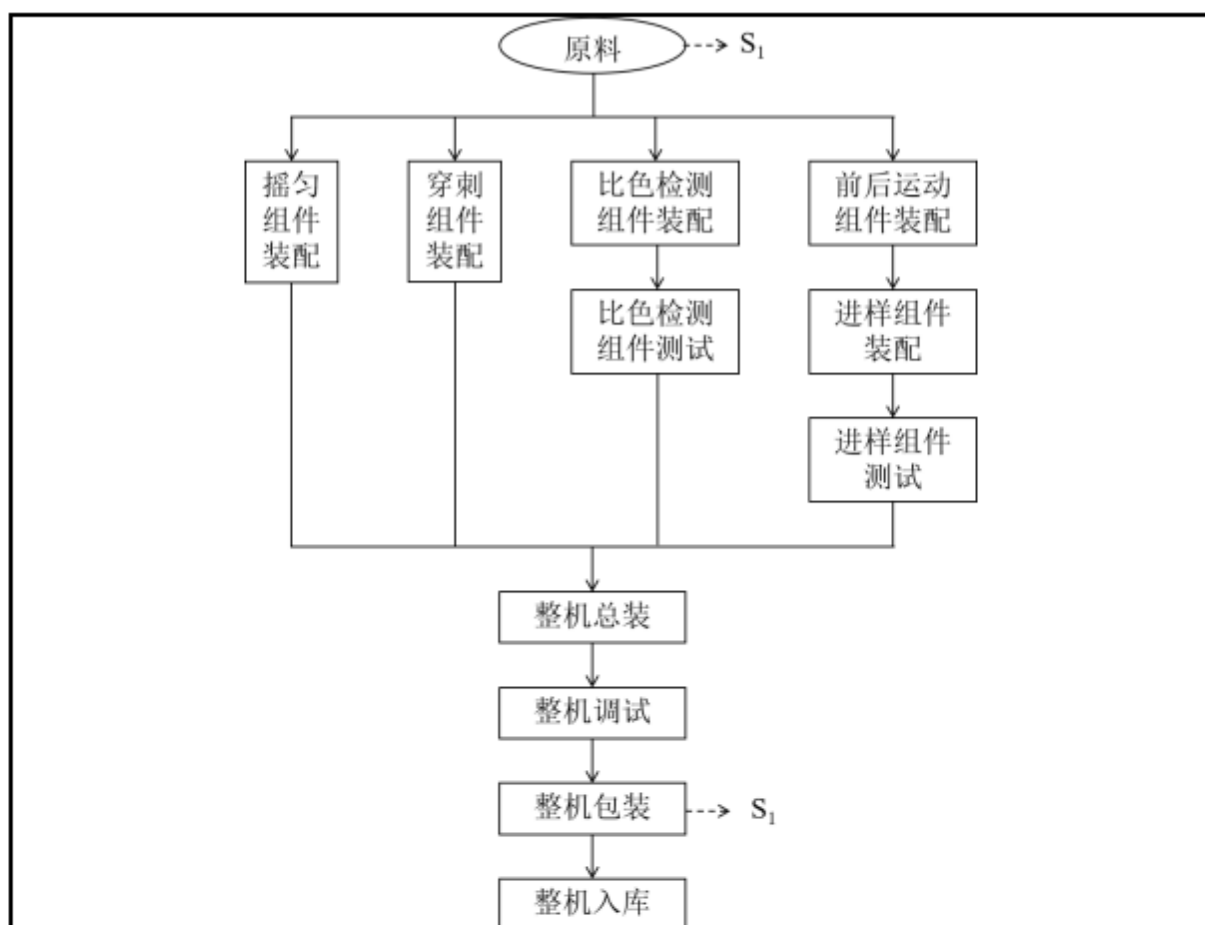 原料
S₁
摇匀
组件
装配
穿刺
组件
装配
比色检测
组件装配
前后运动
组件装配
比色检测
组件测试
进样组件
装配
进样组件
测试
整机总装
整机调试
整机包装
S₁
整机入库